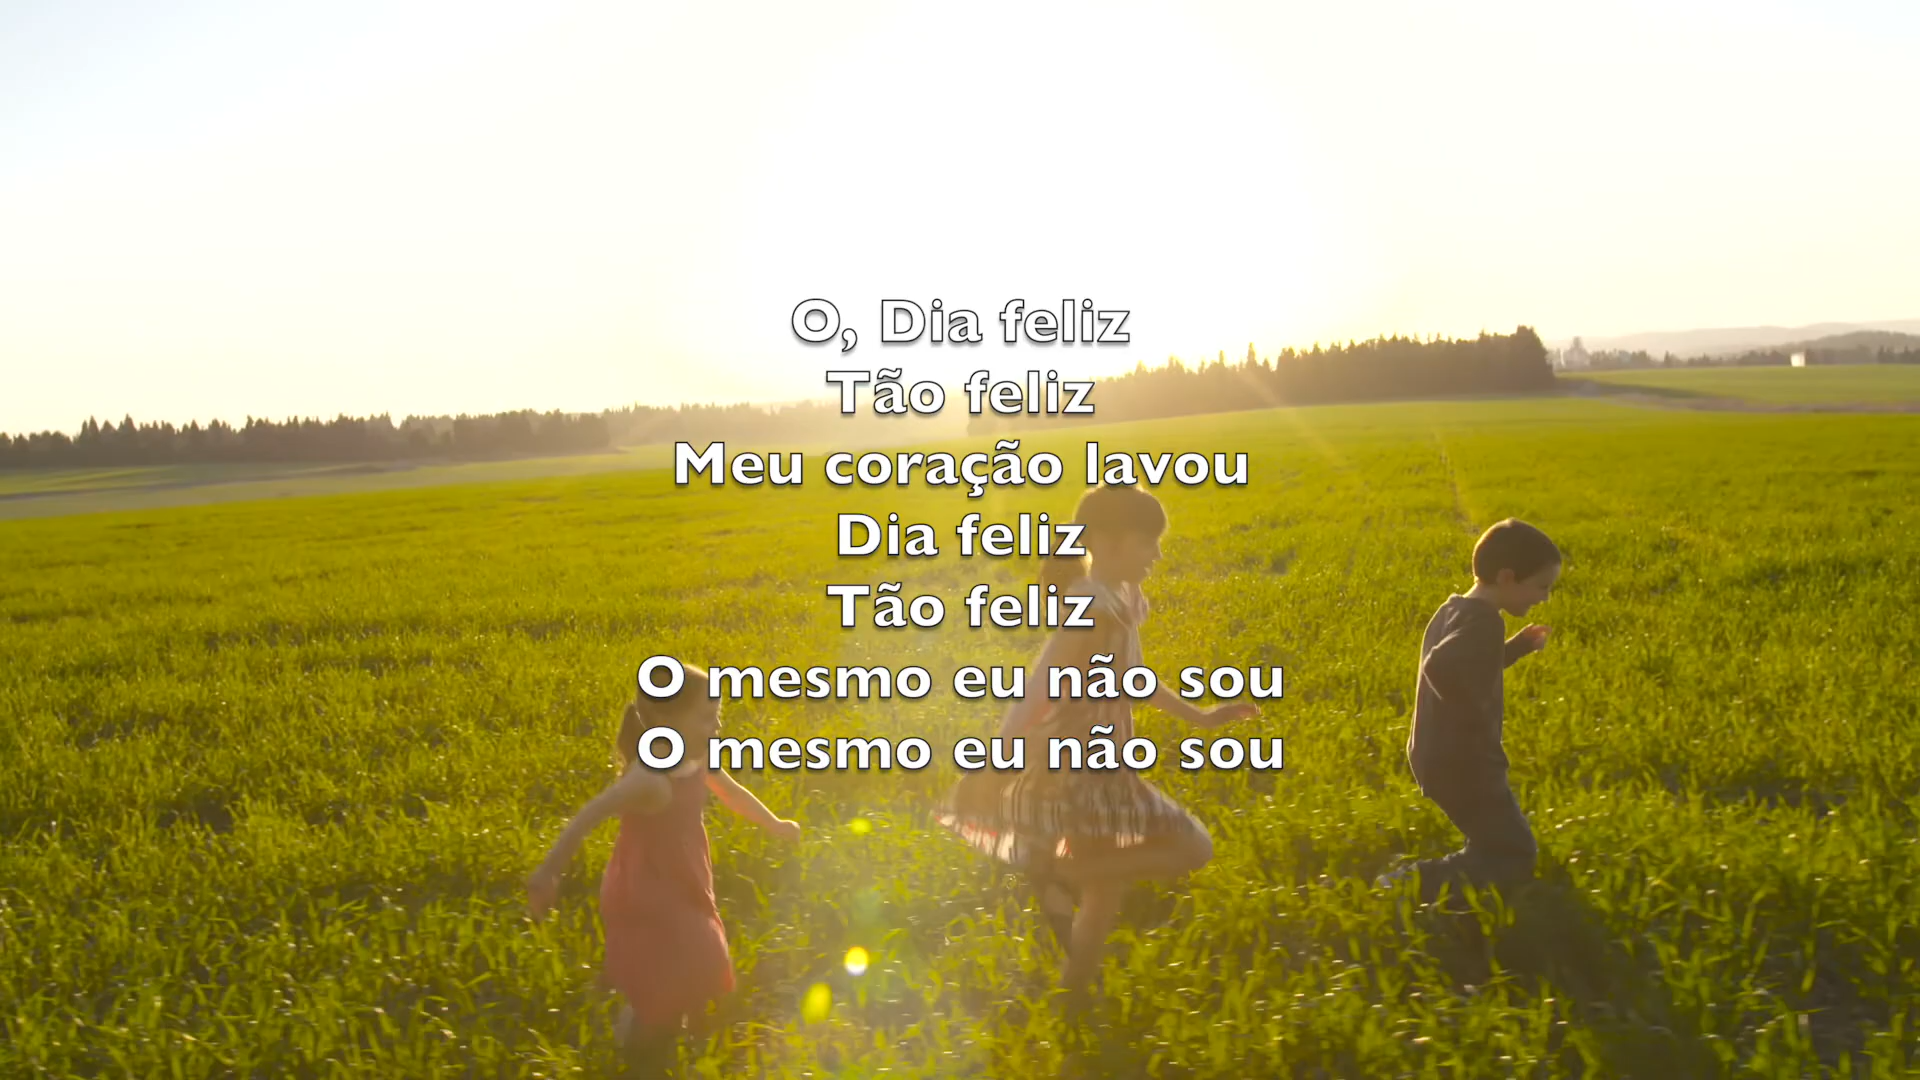 O, Dia feliz
Tão feliz
Meu coração lavou
Dia feliz
Tão feliz
O mesmo eu não sou
O mesmo eu não sou